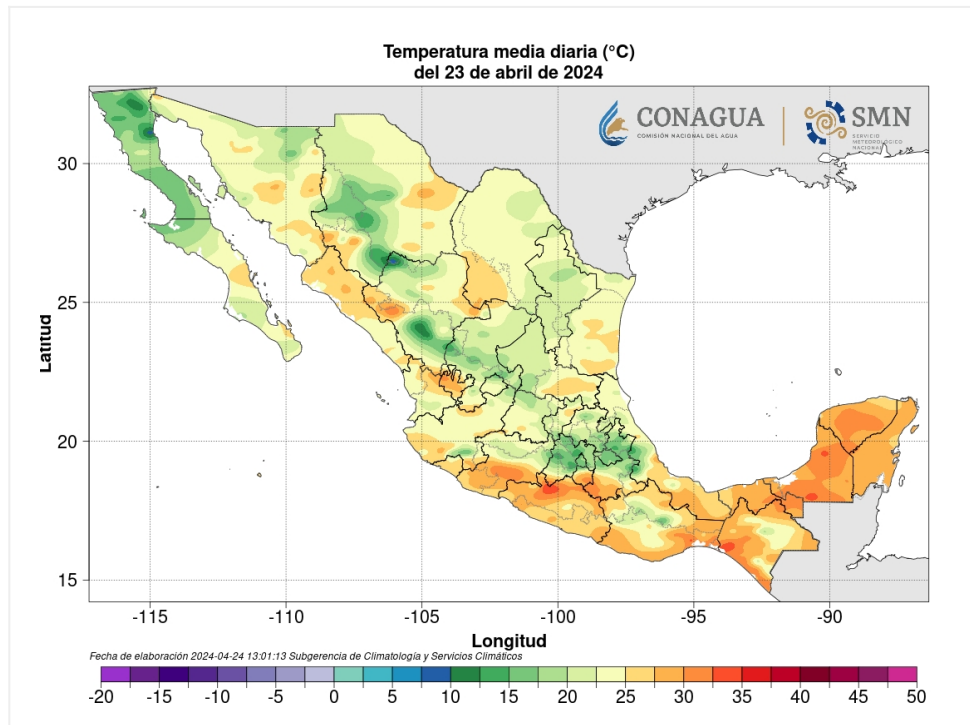 Temperatura media diaria (°C)
del 23 de abril de 2024
CONAGUA
COMISIÓN NACIONAL DEL AGUA
SMN
SERVICIO
METEOROLÓGICO
NACIONAL
30
25
20
15
Latitud
-115 -110 -105 -100 -95 -90
Longitud
Fecha de elaboración 2024-04-24 13:01:13 Subgerencia de Climatología y Servicios Climáticos
-20 -15 -10 -5 0 5 10 15 20 25 30 35 40 45 50